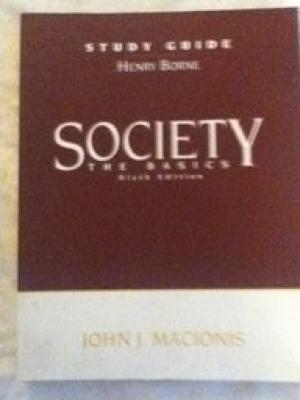 STUDY GUIDE
HENRY BORNE
SOCIETY
THE BASICS
Sixth Edition
JOHN J. MACIONIS